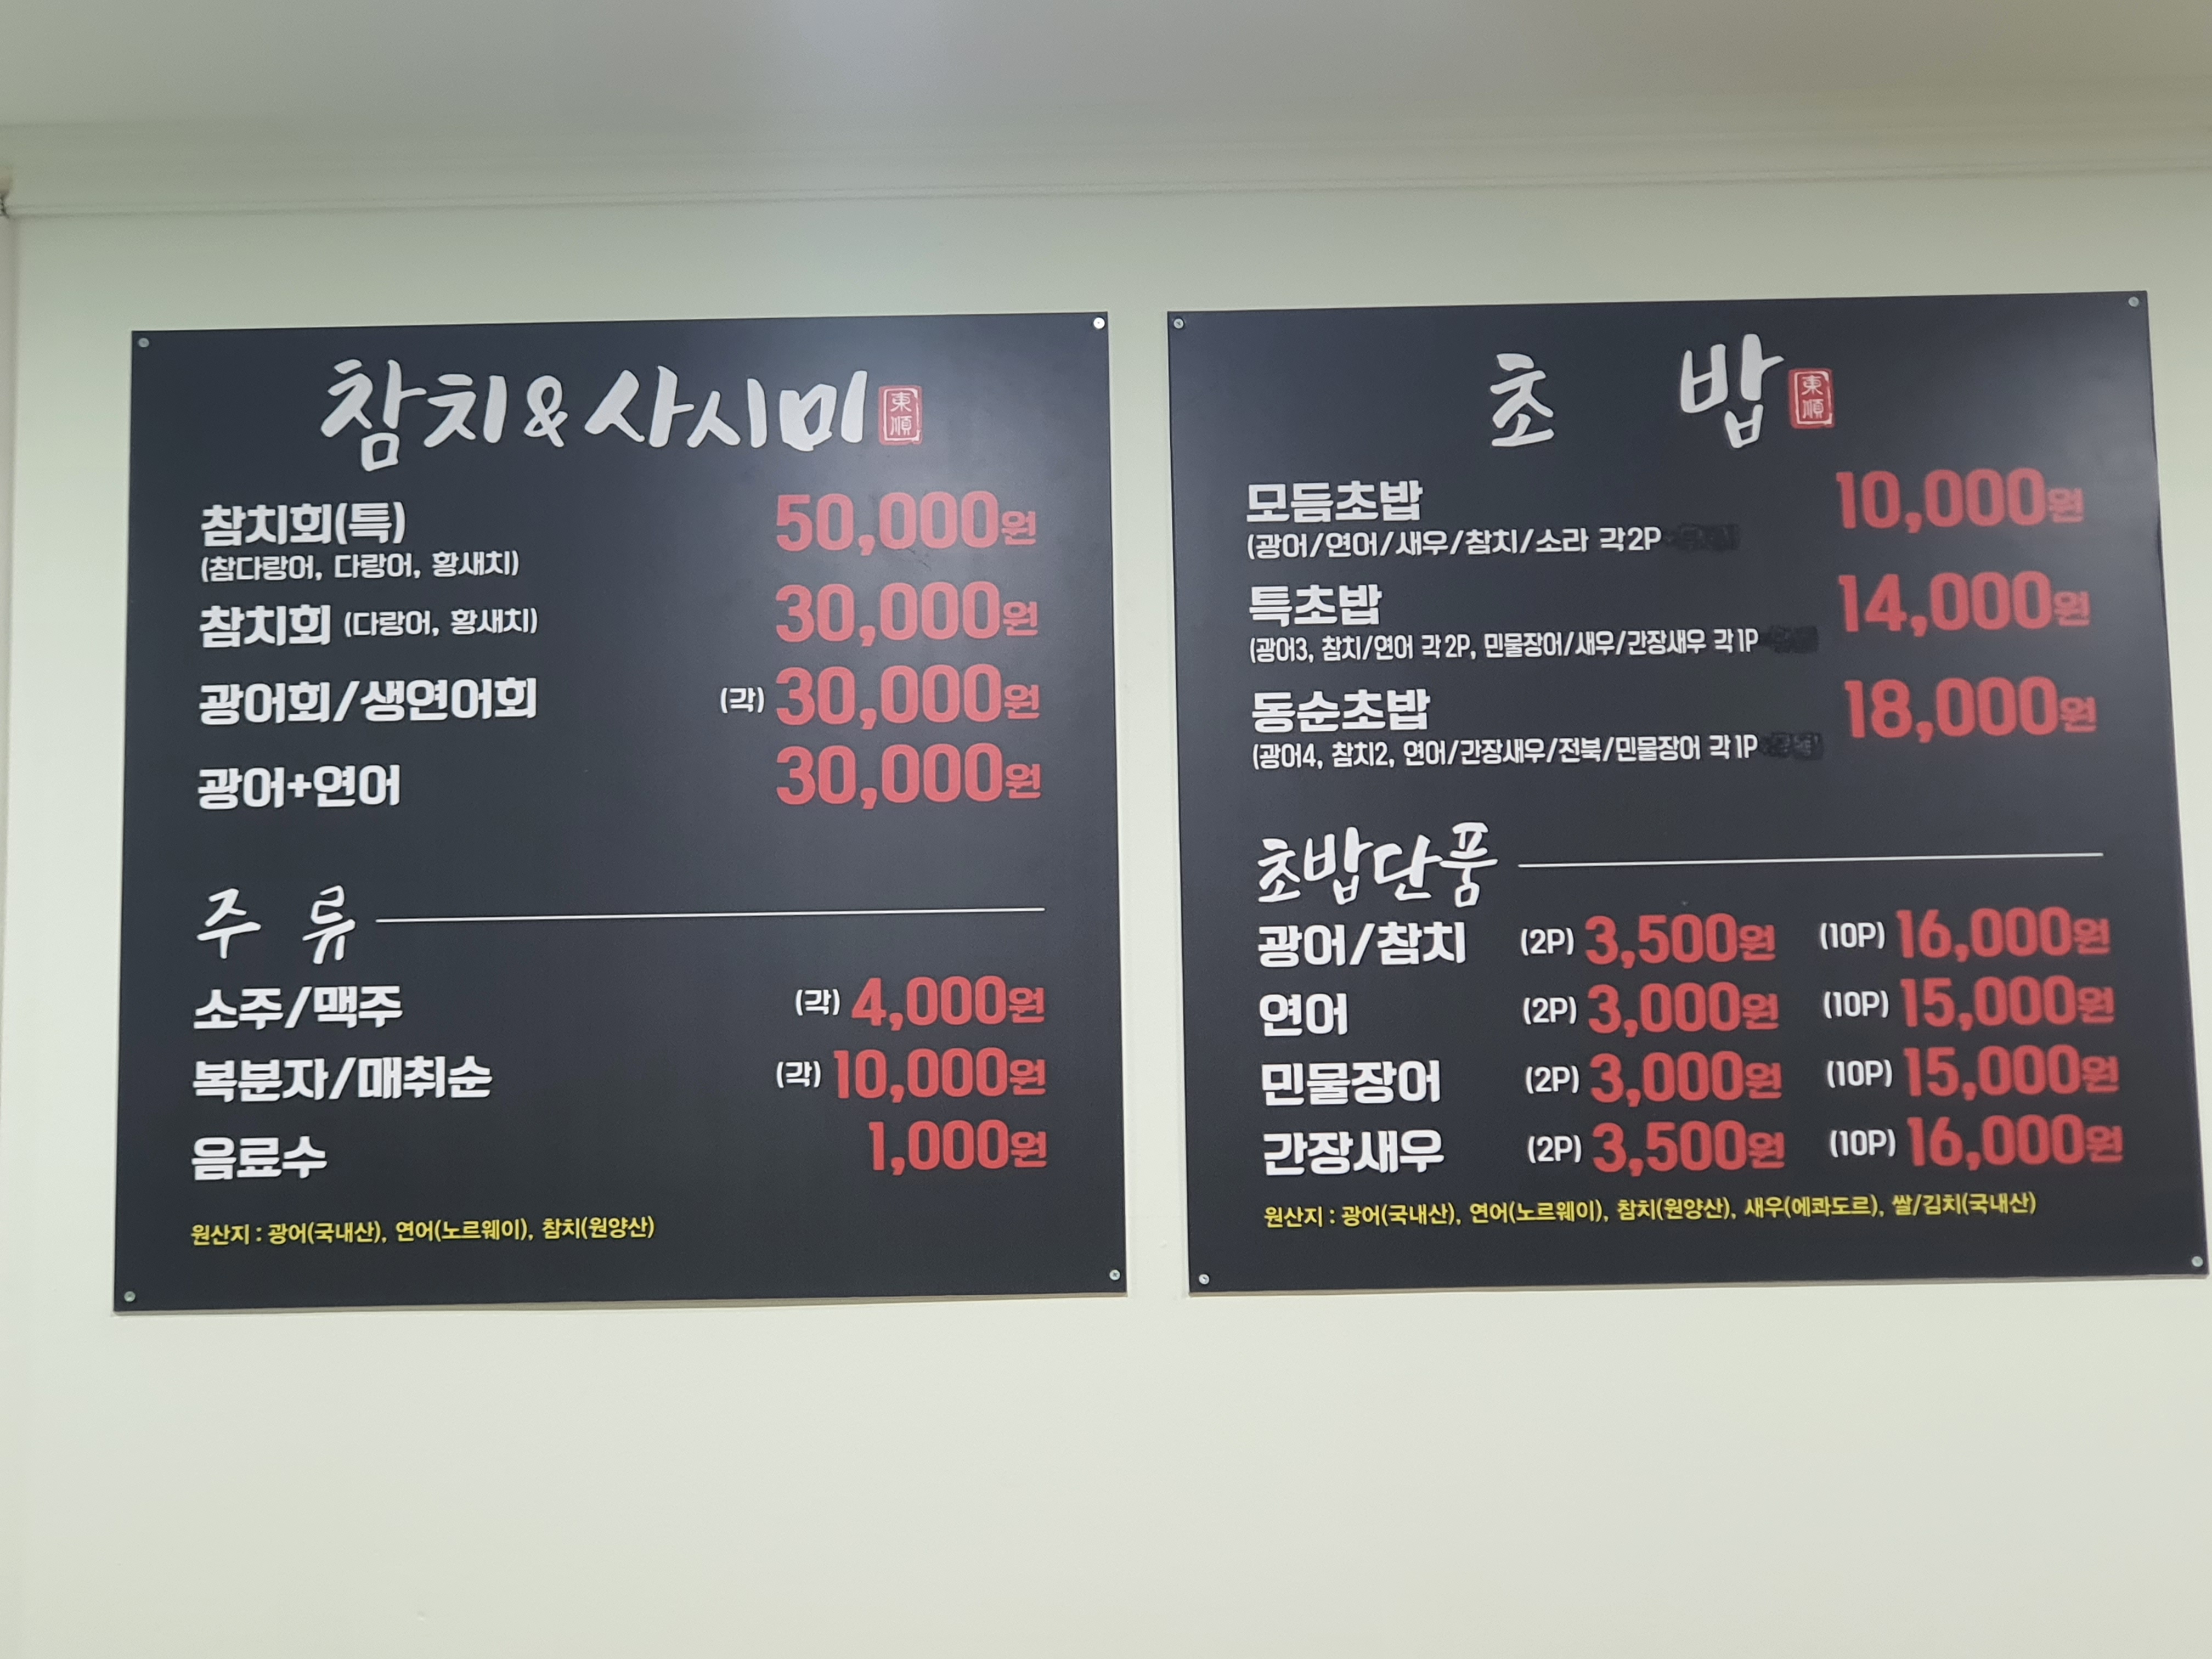 참치&사시미 東順
참치회(특) 50,000원
(참다랑어, 다랑어, 황새치)
참치회 (다랑어, 황새치) 30,000원
광어회/생연어회 (각) 30,000원
광어+연어 30,000원
주 류
소주/맥주 (각) 4,000원
복분자/매취순 (각) 10,000원
음료수 1,000원
원산지 : 광어(국내산), 연어(노르웨이), 참치(원양산)
초 밥 東順
모듬초밥 10,000원
(광어/연어/새우/참치/소라 각2P
특초밥 14,000원
(광어3, 참치/연어 각2P, 민물장어/새우/간장새우 각1P
동순초밥 18,000원
(광어4, 참치2, 연어/간장새우/전북/민물장어 각1P
초밥단품
광어/참치 (2P) 3,500원 (10P) 16,000원
연어 (2P) 3,000원 (10P) 15,000원
민물장어 (2P) 3,000원 (10P) 15,000원
간장새우 (2P) 3,500원 (10P) 16,000원
원산지 : 광어(국내산), 연어(노르웨이), 참치(원양산), 새우(에콰도르), 쌀/김치(국내산)